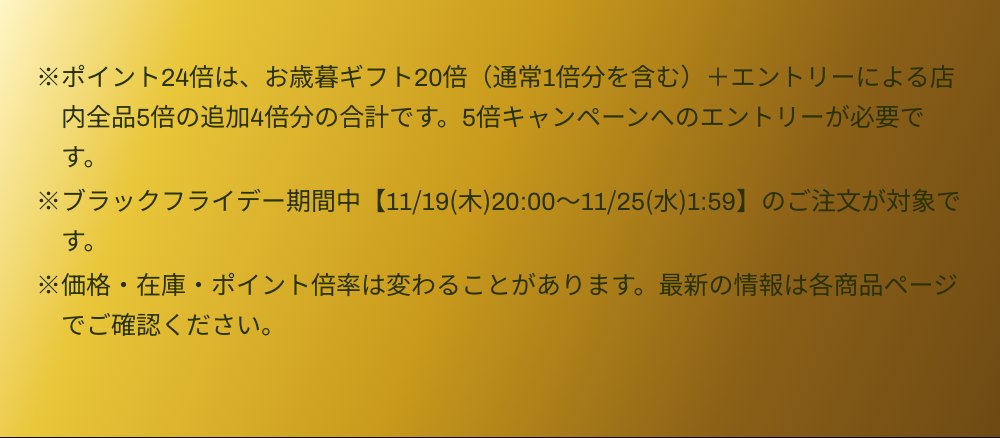 ※ポイント24倍は、お歳暮ギフト20倍（通常1倍分を含む）＋エントリーによる店
内全品5倍の追加4倍分の合計です。5倍キャンペーンへのエントリーが必要で
す。
※ブラックフライデー期間中【11/19(木)20:00〜11/25(水)1:59】のご注文が対象で
す。
※価格・在庫・ポイント倍率は変わることがあります。最新の情報は各商品ページ
でご確認ください。